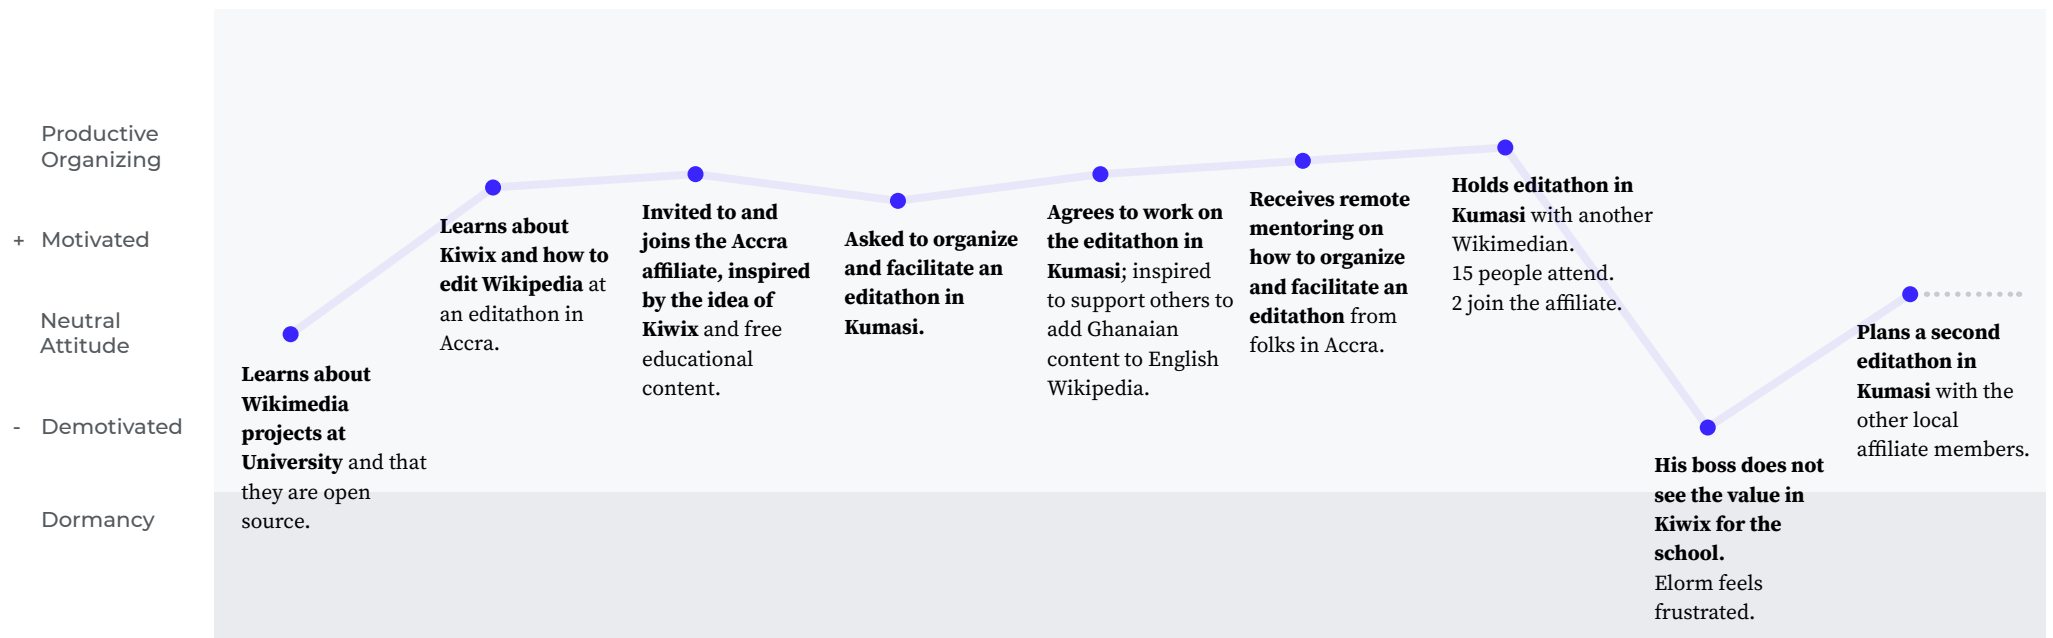 Productive
Organizing
+ Motivated
Neutral
Attitude
- Demotivated
Dormancy
Learns about
Wikimedia
projects at
University and that
they are open
source.
Learns about
Kiwix and how to
edit Wikipedia at
an editathon in
Accra.
Invited to and
joins the Accra
affiliate, inspired
by the idea of
Kiwix and free
educational
content.
Asked to organize
and facilitate an
editathon in
Kumasi.
Agrees to work on
the editathon in
Kumasi; inspired
to support others to
add Ghanaian
content to English
Wikipedia.
Receives remote
mentoring on
how to organize
and facilitate an
editathon from
folks in Accra.
Holds editathon in
Kumasi with another
Wikimedian.
15 people attend.
2 join the affiliate.
His boss does not
see the value in
Kiwix for the
school.
Elorm feels
frustrated.
Plans a second
editathon in
Kumasi with the
other local
affiliate members.